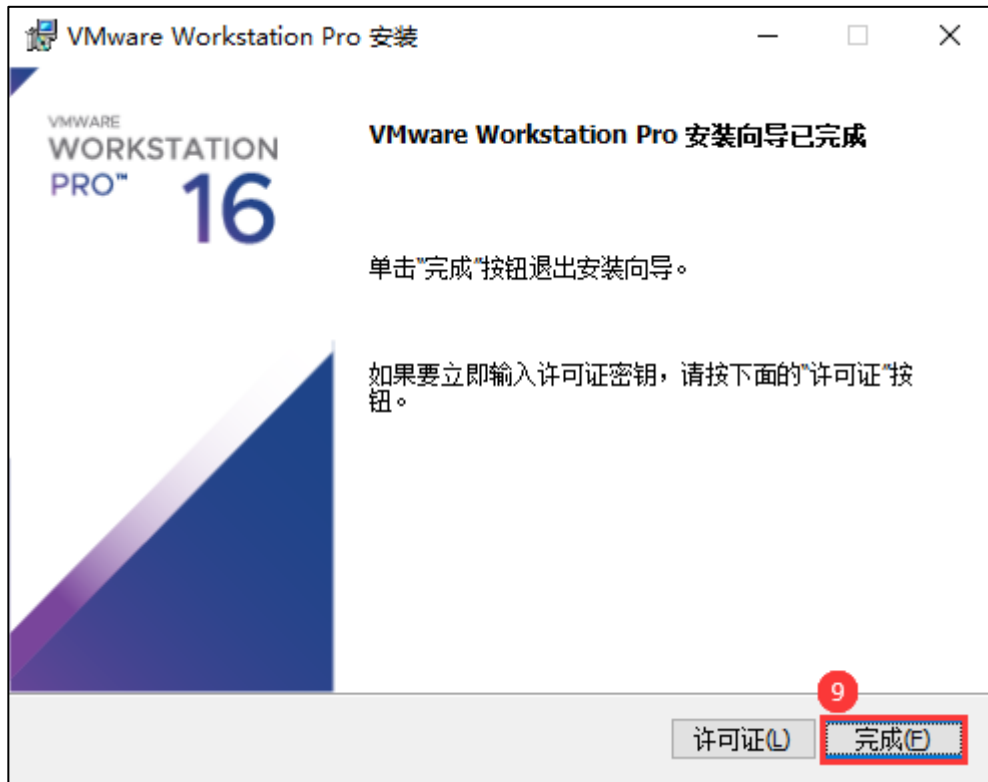 VMware Workstation Pro 安装
VMWARE
WORKSTATION
PRO™
16
VMware Workstation Pro 安装向导已完成
单击"完成"按钮退出安装向导。
如果要立即输入许可证密钥，请按下面的"许可证"按
钮。
9
许可证(L)
完成(F)